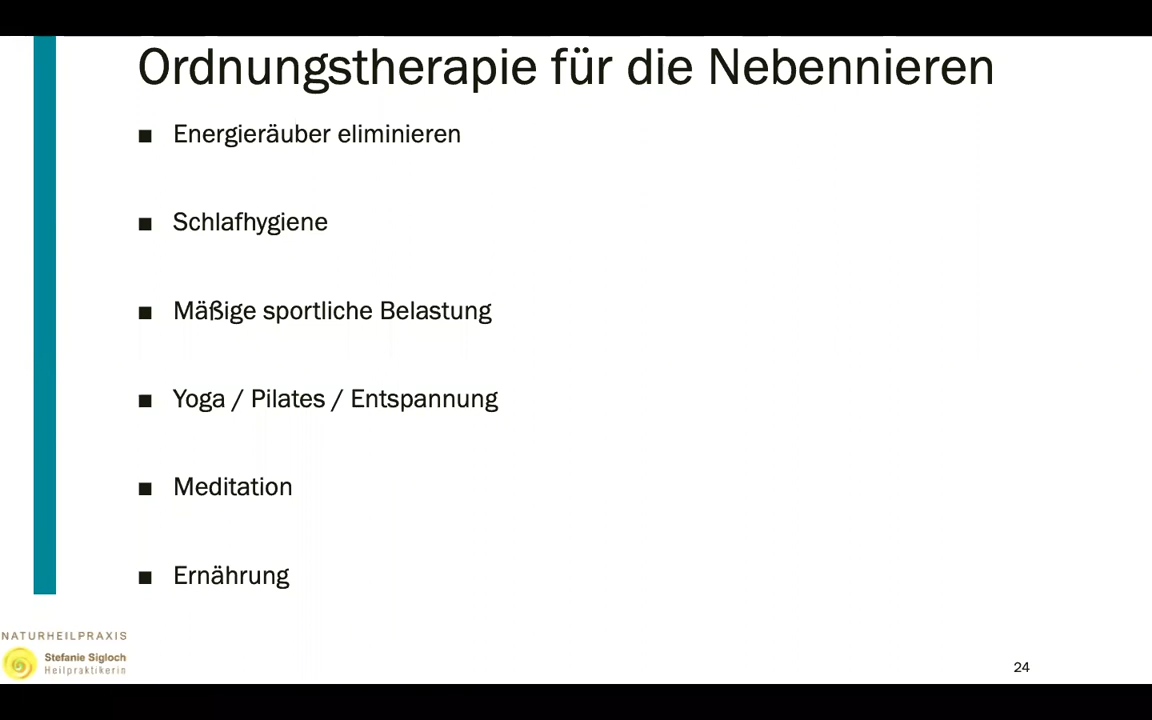 Ordnungstherapie für die Nebennieren
■ Energieräuber eliminieren
■ Schlafhygiene
■ Mäßige sportliche Belastung
■ Yoga / Pilates / Entspannung
■ Meditation
■ Ernährung
NATURHEILPRAXIS
Stefanie Sigloch
Heilpraktikerin
24